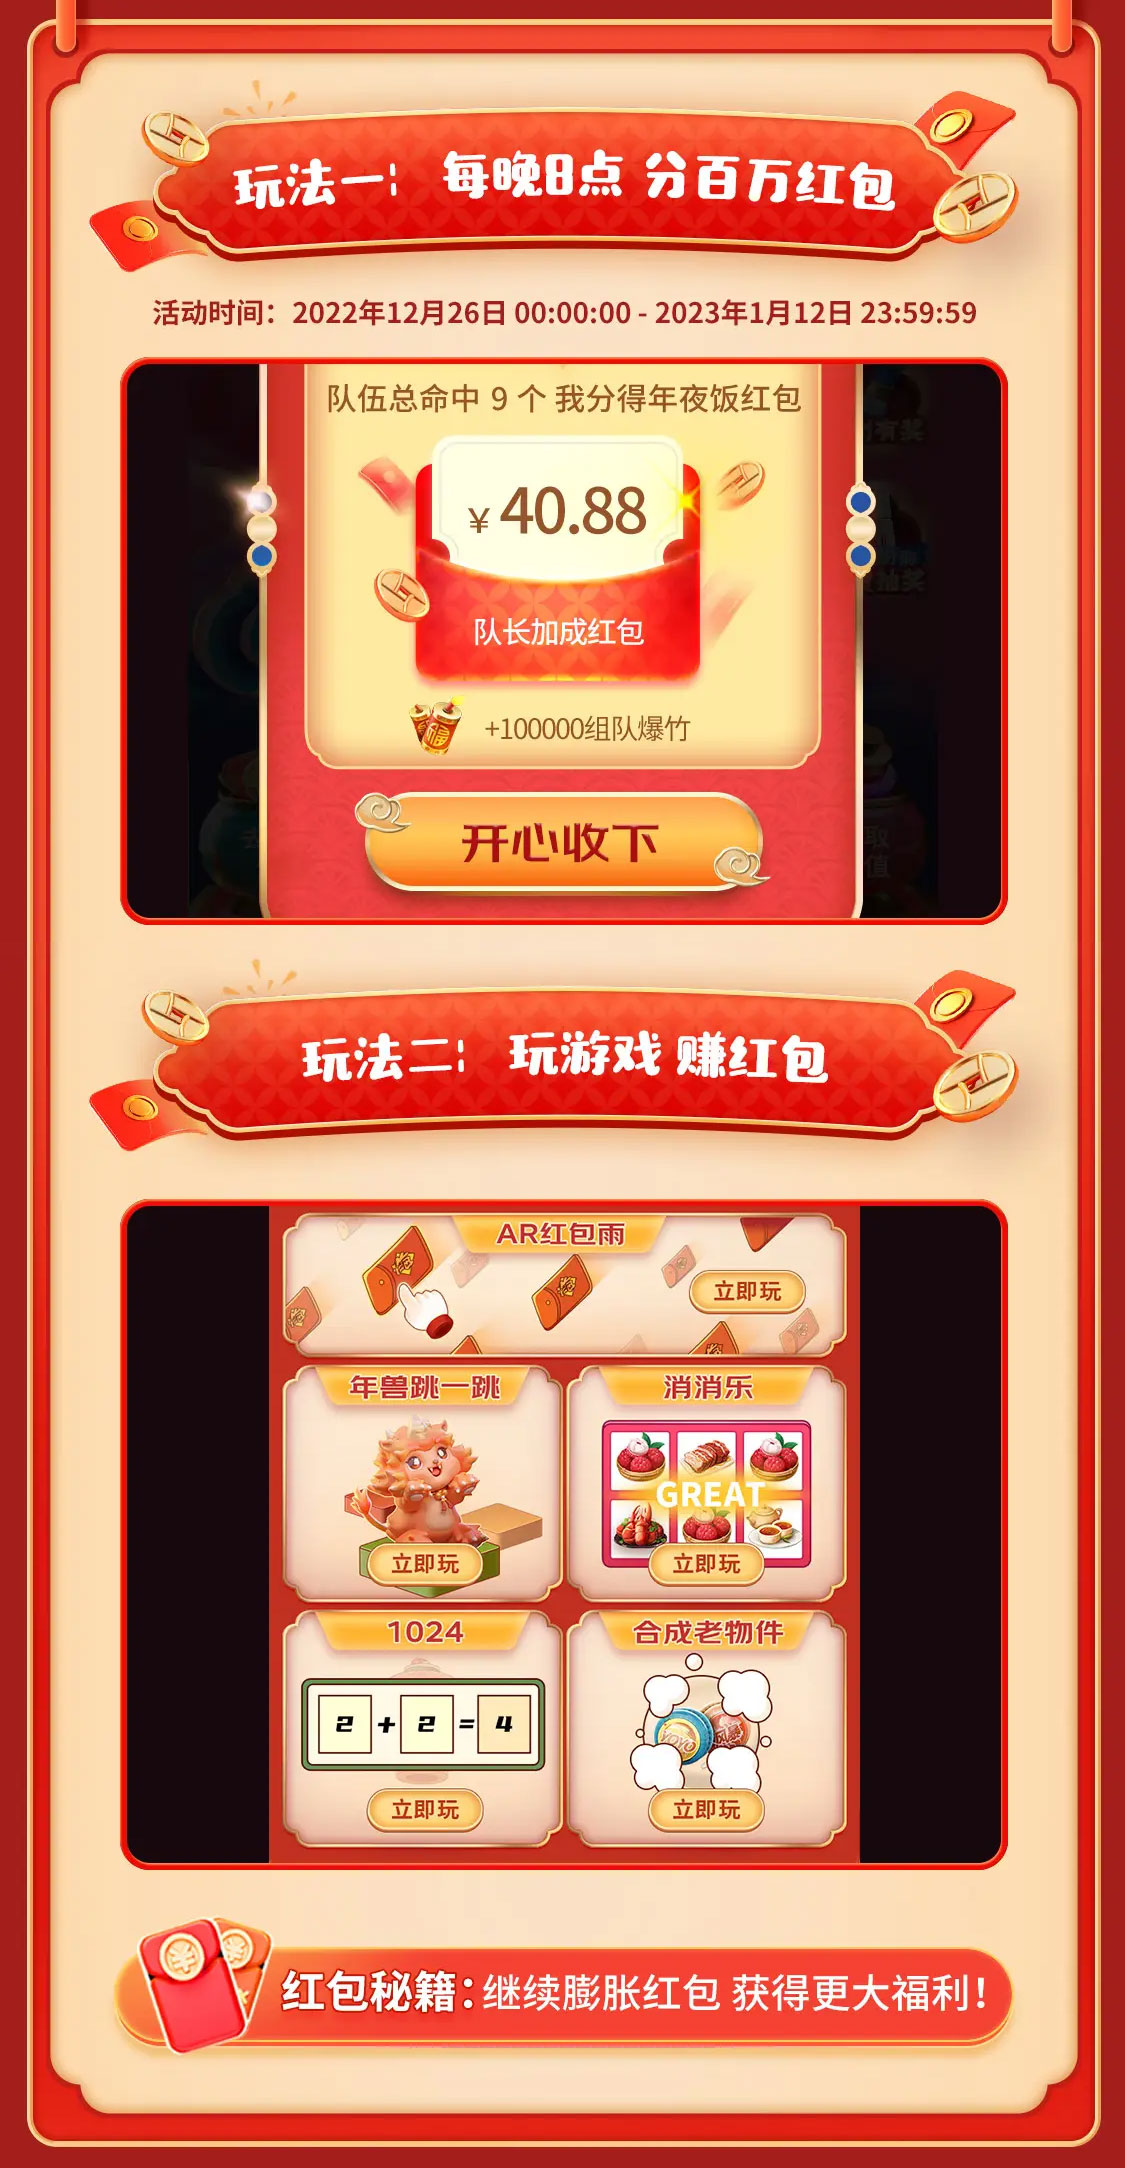 玩法一： 每晚8点 分百万红包
活动时间：2022年12月26日 00:00:00 - 2023年1月12日 23:59:59
队伍总命中 9 个 我分得年夜饭红包
¥ 40.88
队长加成红包
+100000组队爆竹
开心收下
玩法二： 玩游戏 赚红包
AR红包雨
立即玩
年兽跳一跳
消消乐
GREAT
立即玩
立即玩
1024
合成老物件
2 + 2 = 4
YOYO
立即玩
立即玩
红包秘籍：继续膨胀红包 获得更大福利！